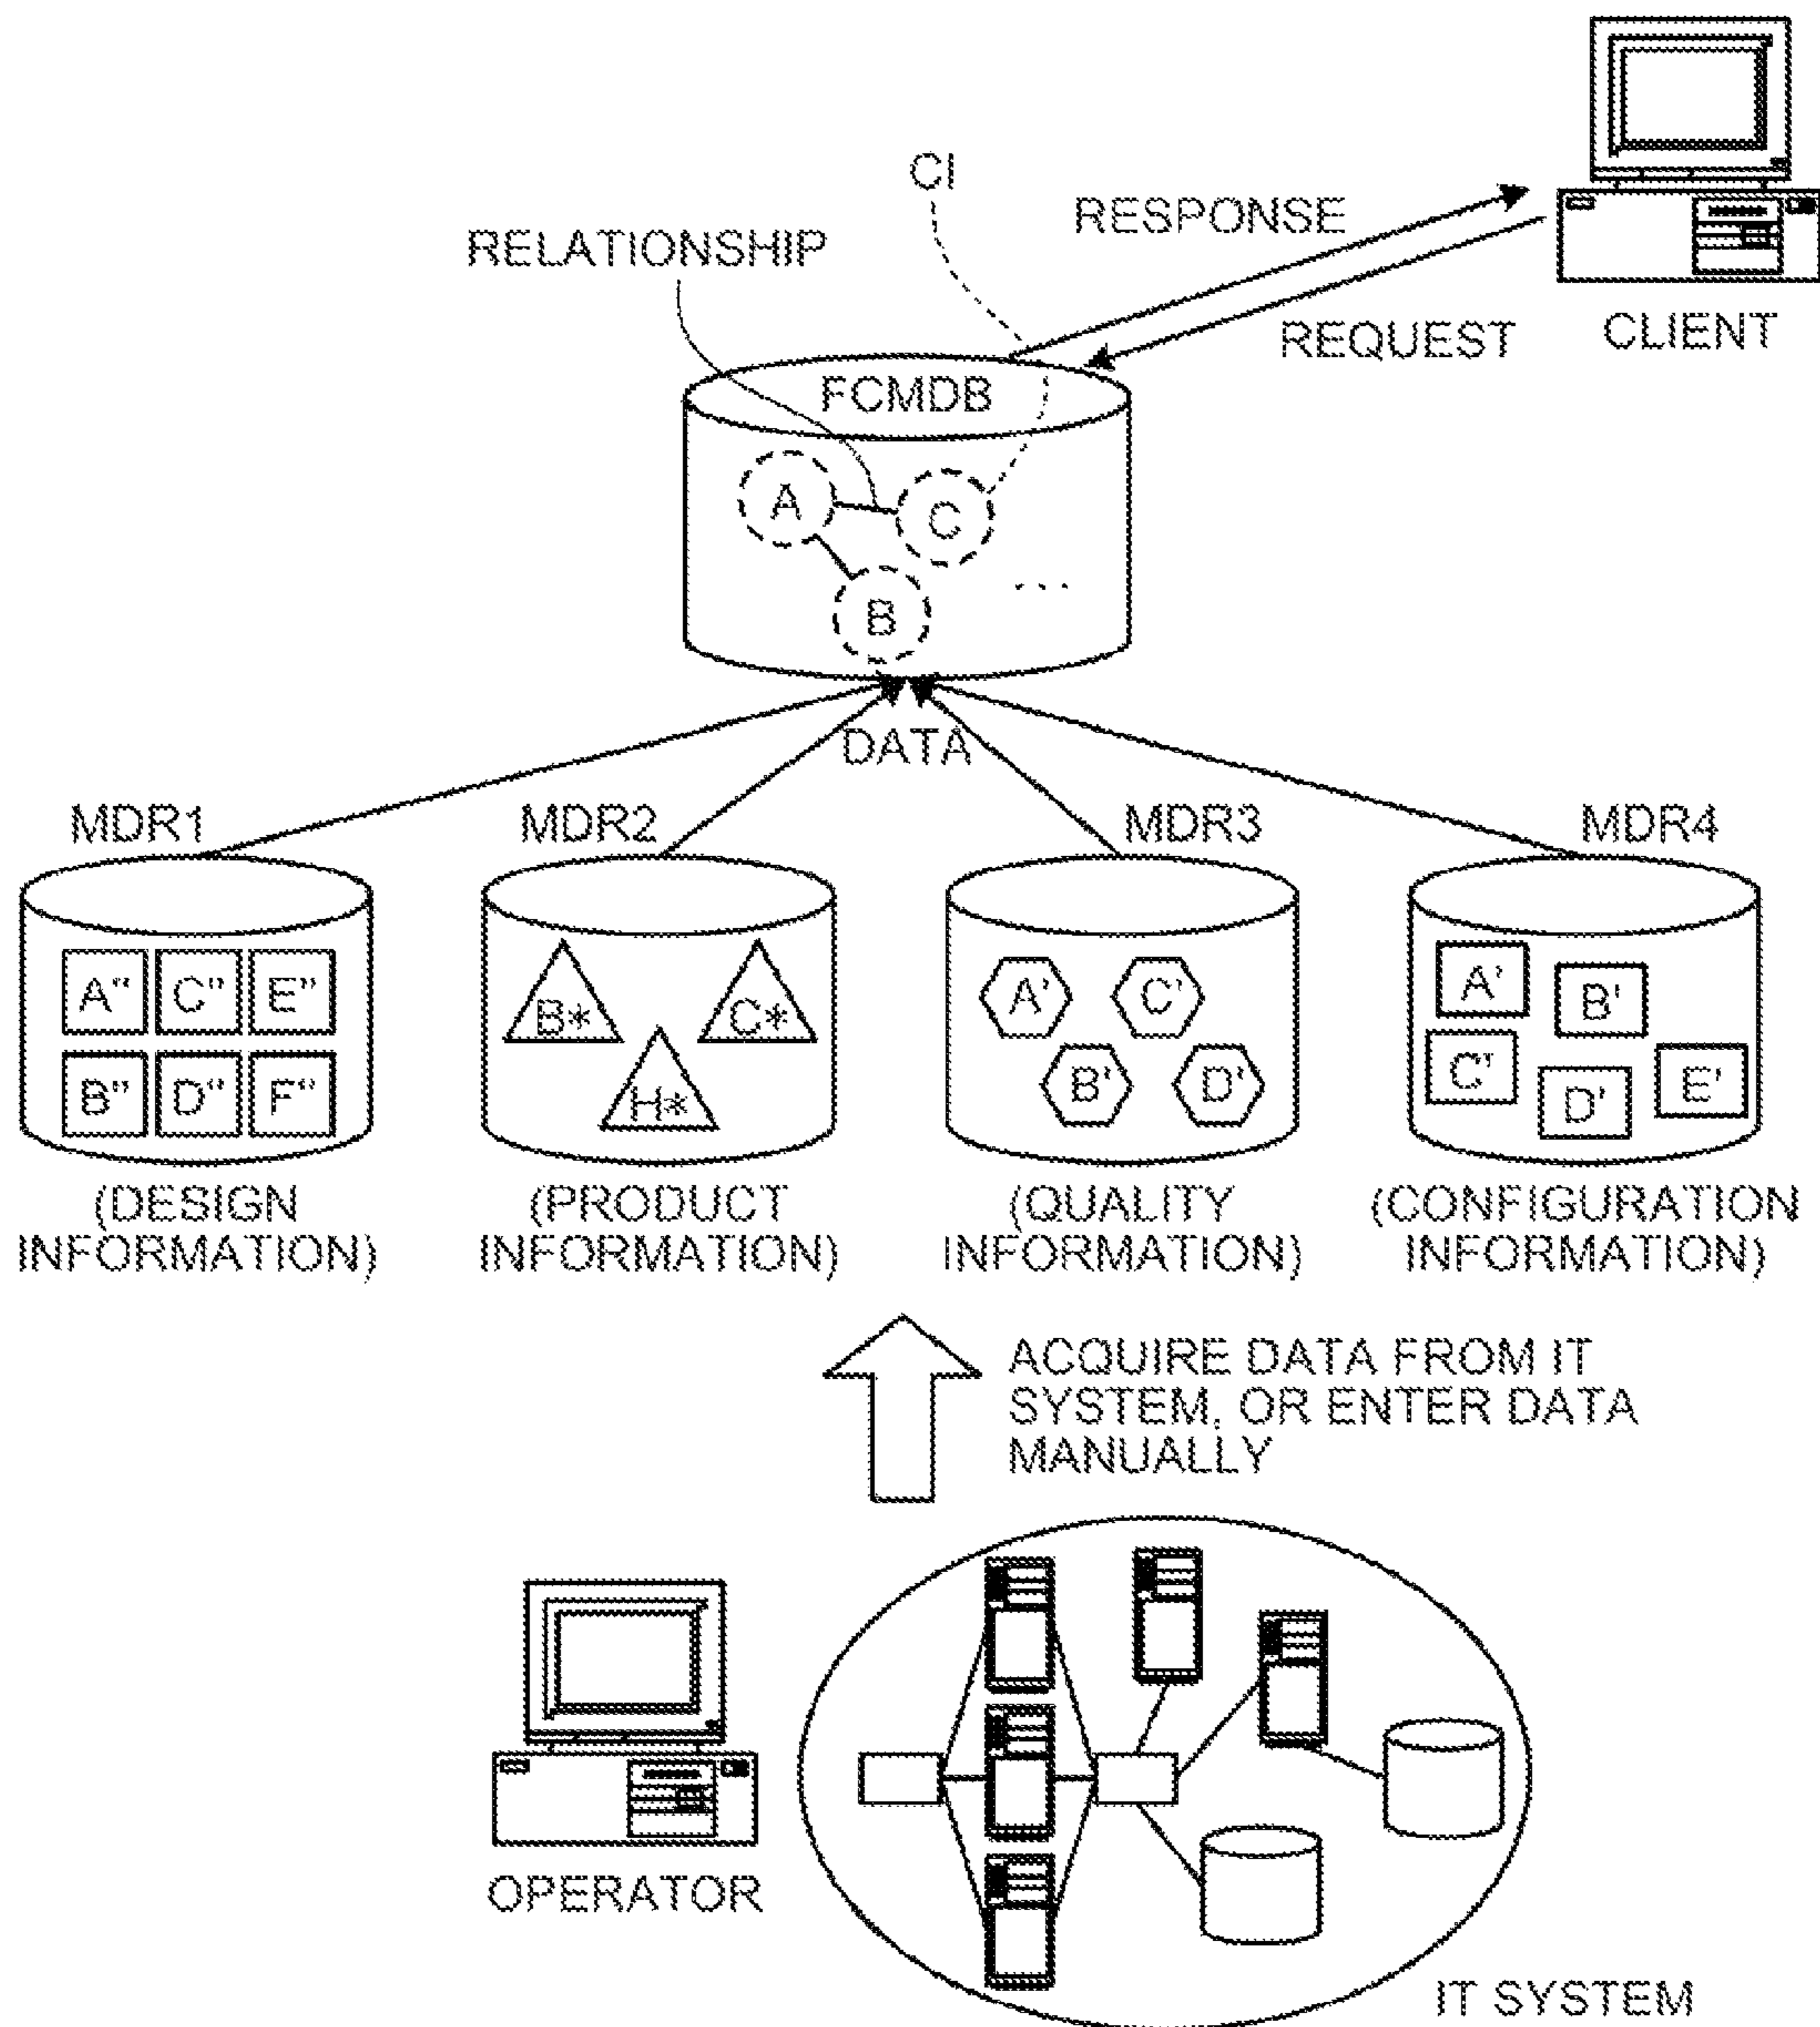 CI
RESPONSE
RELATIONSHIP
REQUEST
CLIENT
FCMDB
A
C
B
...
DATA
MDR1
MDR2
MDR3
MDR4
A" C" E"
B" D" F"
B* C*
H*
A' C'
B' D'
A'
B'
C"
D'
E'
(DESIGN
INFORMATION)
(PRODUCT
INFORMATION)
(QUALITY
INFORMATION)
(CONFIGURATION
INFORMATION)
ACQUIRE DATA FROM IT
SYSTEM, OR ENTER DATA
MANUALLY
OPERATOR
IT SYSTEM